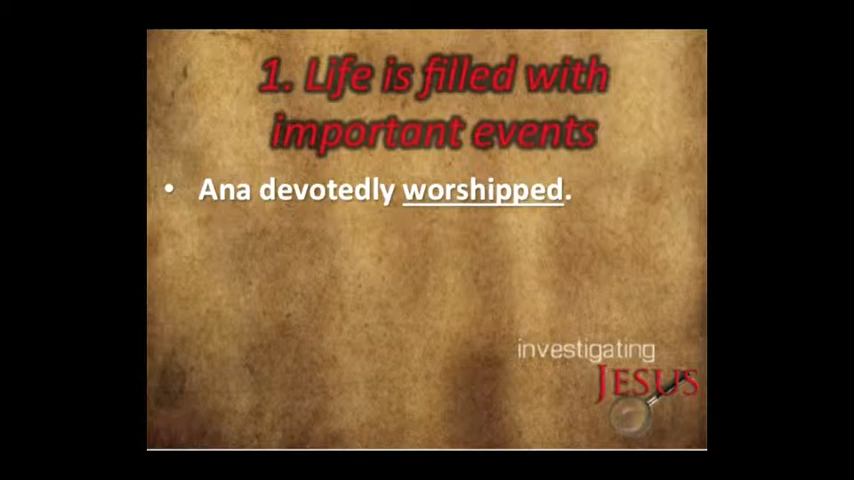 1. Life is filled with
important events
• Ana devotedly worshipped.
investigating
JESUS